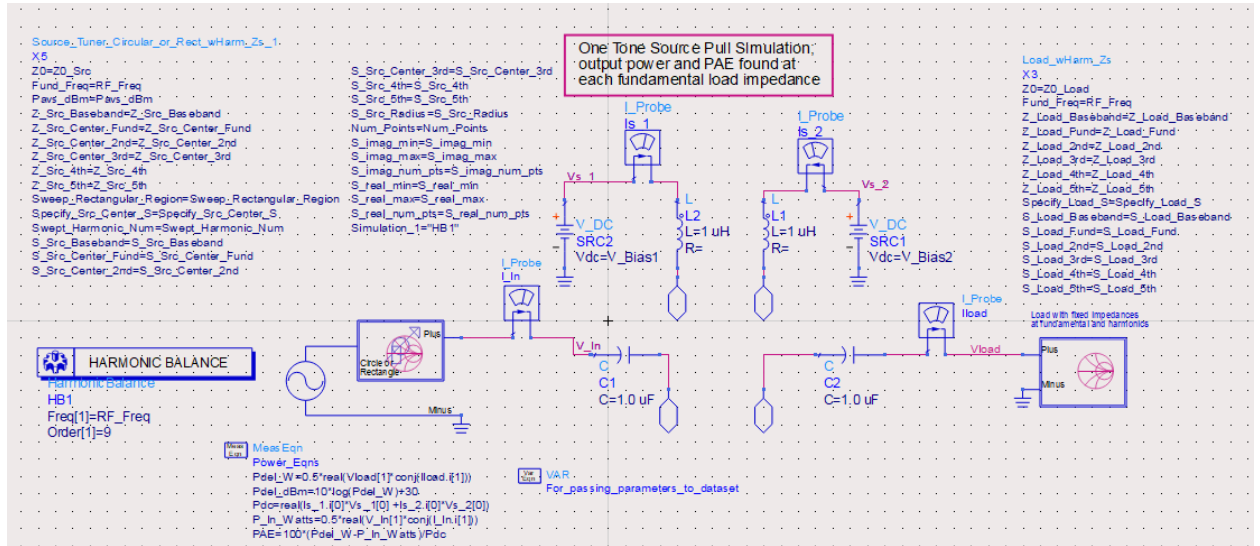 Source_Tuner_Circular_or_Rect_wHarm_Zs_1
X5
Z0=Z0_Src
Fund_Freq=RF_Freq
Pavs_dBm=Pavs_dBm
Z_Src_Baseband=Z_Src_Baseband
Z_Src_Center_Fund=Z_Src_Center_Fund
Z_Src_Center_2nd=Z_Src_Center_2nd
Z_Src_Center_3rd=Z_Src_Center_3rd
Z_Src_4th=Z_Src_4th
Z_Src_5th=Z_Src_5th
Sweep_Rectangular_Region=Sweep_Rectangular_Region
Specify_Src_Center_S=Specify_Src_Center_S
Swept_Harmonic_Num=Swept_Harmonic_Num
S_Src_Baseband=S_Src_Baseband
S_Src_Center_Fund=S_Src_Center_Fund
S_Src_Center_2nd=S_Src_Center_2nd
S_Src_Center_3rd=S_Src_Center_3rd
S_Src_4th=S_Src_4th
S_Src_5th=S_Src_5th
S_Src_Radius=S_Src_Radius
Num_Points=Num_Points
S_imag_min=S_imag_min
S_imag_max=S_imag_max
S_imag_num_pts=S_imag_num_pts
S_real_min=S_real_min
S_real_max=S_real_max
S_real_num_pts=S_real_num_pts
Simulation_1="HB1"
One Tone Source Pull Simulation;
output power and PAE found at
each fundamental load impedance
Load_wHarm_Zs
X3
Z0=Z0_Load
Fund_Freq=RF_Freq
Z_Load_Baseband=Z_Load_Baseband
Z_Load_Fund=Z_Load_Fund
Z_Load_2nd=Z_Load_2nd
Z_Load_3rd=Z_Load_3rd
Z_Load_4th=Z_Load_4th
Z_Load_5th=Z_Load_5th
Specify_Load_S=Specify_Load_S
S_Load_Baseband=S_Load_Baseband
S_Load_Fund=S_Load_Fund
S_Load_2nd=S_Load_2nd
S_Load_3rd=S_Load_3rd
S_Load_4th=S_Load_4th
S_Load_5th=S_Load_5th
Load with fixed impedances
at fundamental and harmonics
I_Probe
Is_1
I_Probe
Is_2
Vs_1
Vs_2
V_DC
SRC2
Vdc=V_Bias1
L
L2
L=1 uH
R=
L
L1
L=1 uH
R=
V_DC
SRC1
Vdc=V_Bias2
I_Probe
I_In
I_Probe
Iload
HARMONIC BALANCE
HarmonicBalance
HB1
Freq[1]=RF_Freq
Order[1]=9
Plus
Circle or
Rectangle
Minus
V_In
C
C1
C=1.0 uF
C
C2
C=1.0 uF
Vload
Plus
Minus
Meas
Eqn
MeasEqn
Power_Eqns
Pdel_W=0.5*real(Vload[1]*conj(Iload.i[1]))
Pdel_dBm=10*log(Pdel_W)+30
Pdc=real(Is_1.i[0]*Vs_1[0] +Is_2.i[0]*Vs_2[0])
P_In_Watts=0.5*real(V_In[1]*conj(I_In.i[1]))
PAE=100*(Pdel_W-P_In_Watts)/Pdc
Var
Eqn
VAR
For_passing_parameters_to_dataset